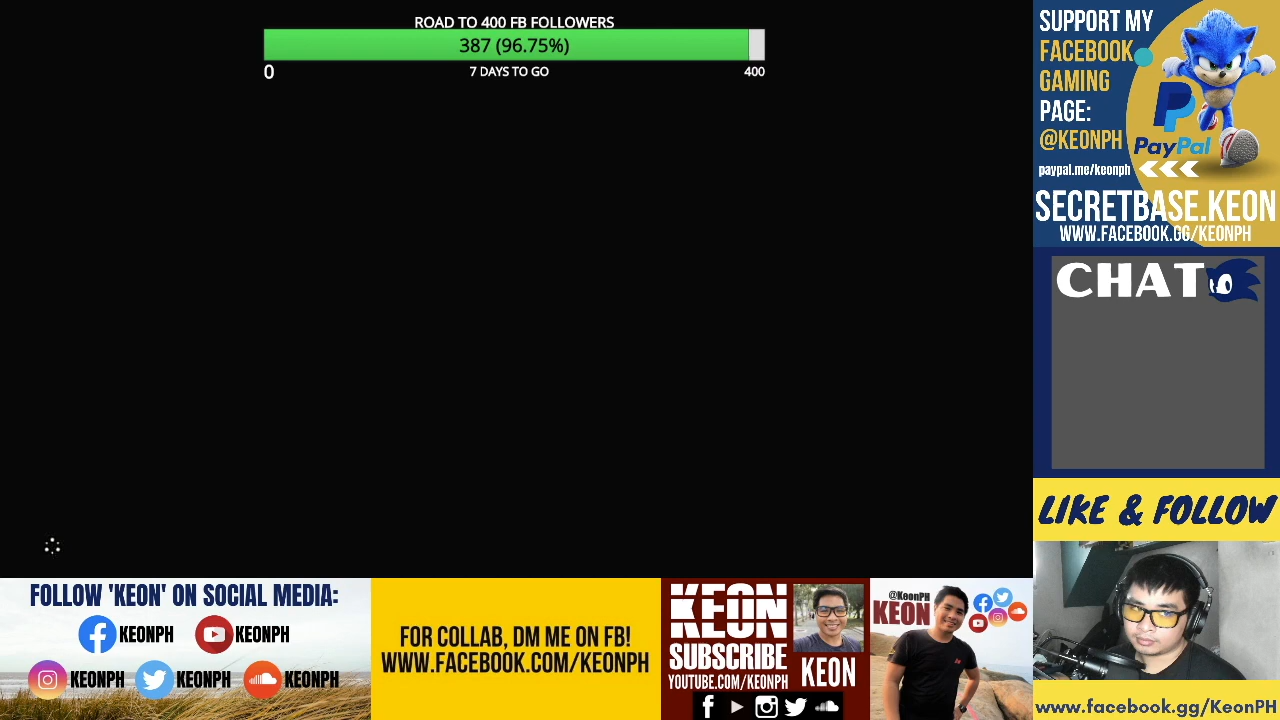 ROAD TO 400 FB FOLLOWERS
387 (96.75%)
0
7 DAYS TO GO
400
SUPPORT MY
FACEBOOK
GAMING
PAGE:
@KEONPH
PayPal
paypal.me/keonph
SECRETBASE.KEON
WWW.FACEBOOK.GG/KEONPH
CHAT
LIKE & FOLLOW
www.facebook.gg/KeonPH
FOLLOW 'KEON' ON SOCIAL MEDIA:
KEONPH
KEONPH
KEONPH
KEONPH
KEONPH
FOR COLLAB, DM ME ON FB!
WWW.FACEBOOK.COM/KEONPH
KEON
SUBSCRIBE
YOUTUBE.COM/KEONPH
KEON
@KeonPH
KEON